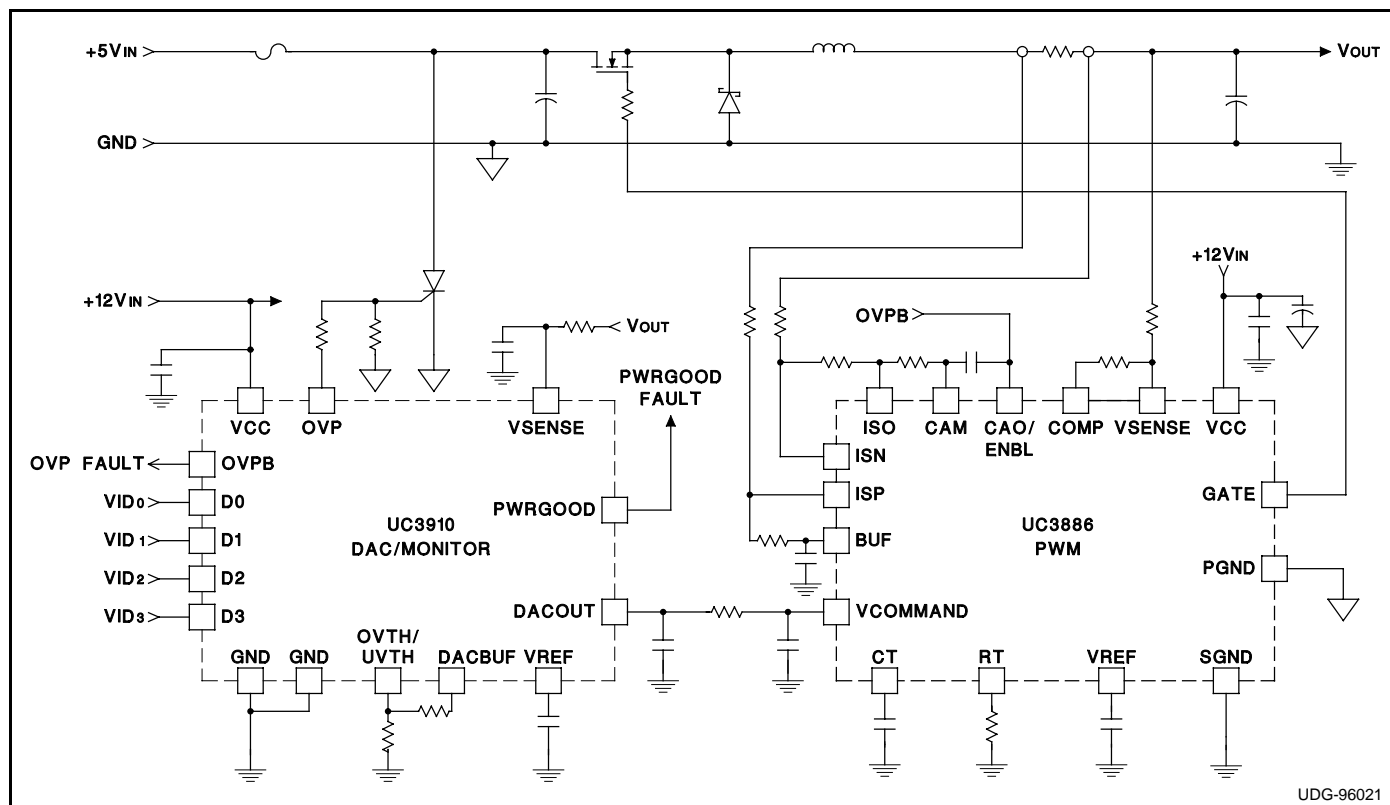 +5VIN
VOUT
GND
+12VIN
+12VIN
OVPB
VOUT
PWRGOOD
FAULT
VCC
OVP
VSENSE
ISO
CAM
CAO/
ENBL
COMP
VSENSE
VCC
OVP FAULT
OVPB
ISN
VID0
D0
PWRGOOD
ISP
GATE
VID1
D1
UC3910
DAC/MONITOR
BUF
UC3886
PWM
VID2
D2
PGND
VID3
D3
DACOUT
VCOMMAND
GND
GND
OVTH/
UVTH
DACBUF
VREF
CT
RT
VREF
SGND
UDG-96021